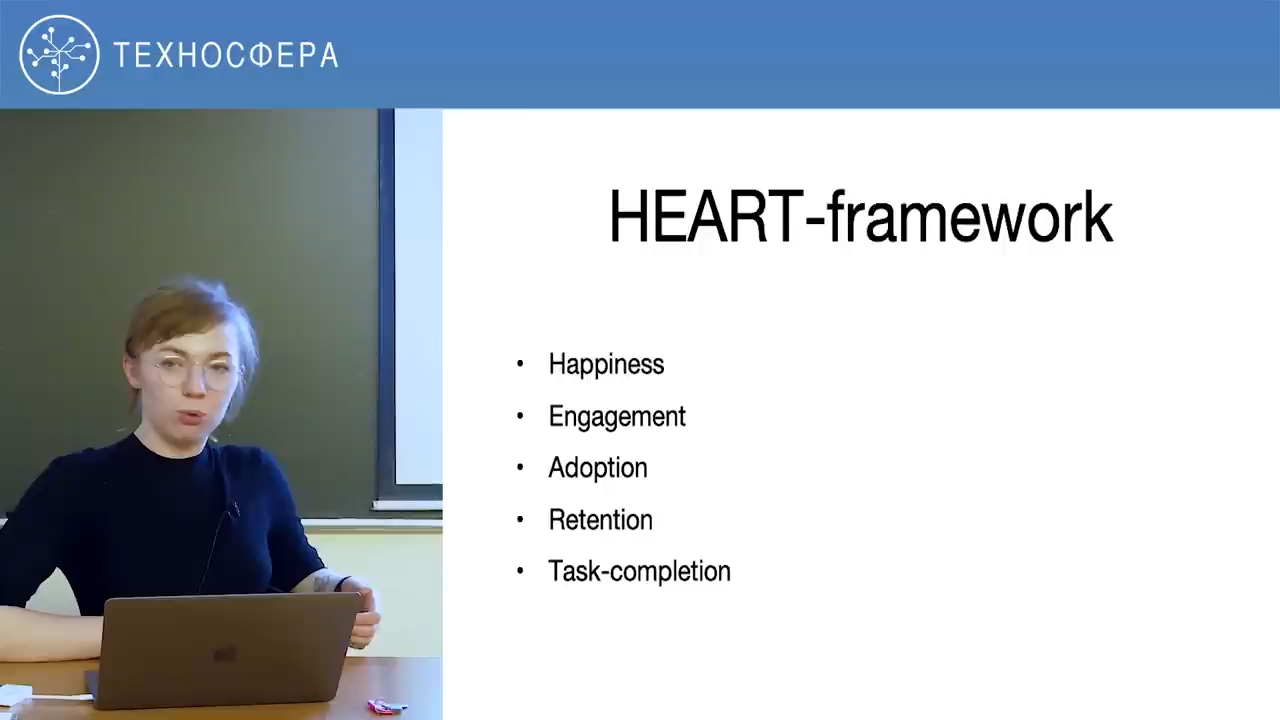 ТЕХНОСФЕРА
HEART-framework
• Happiness
• Engagement
• Adoption
• Retention
• Task-completion